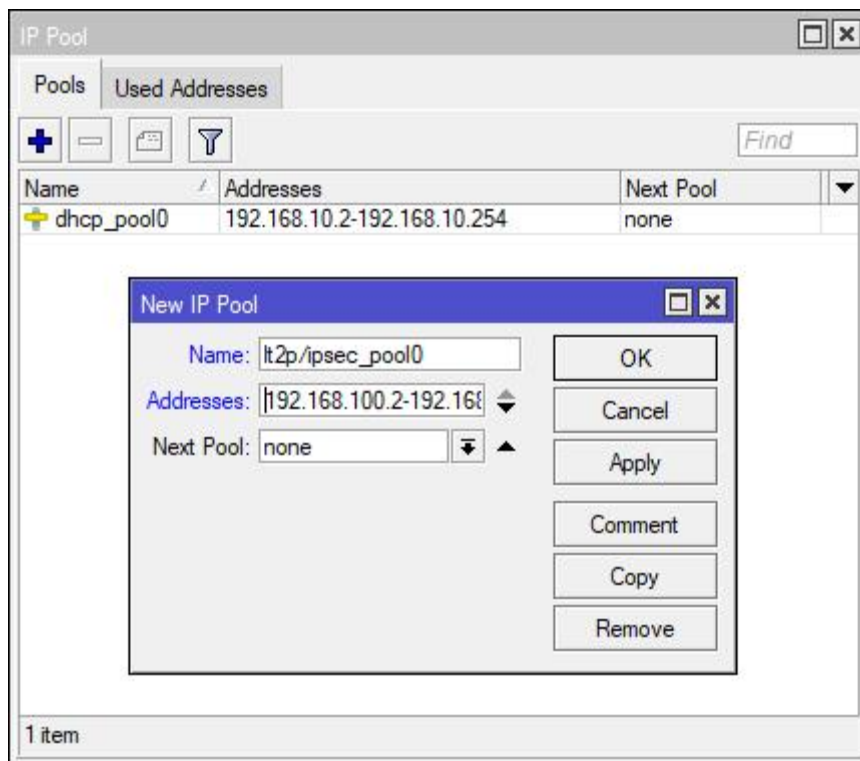 IP Pool
Pools Used Addresses
Find
Name Addresses Next Pool
dhcp_pool0 192.168.10.2-192.168.10.254 none
New IP Pool
Name: lt2p/ipsec_pool0 OK
Addresses: 192.168.100.2-192.168 Cancel
Next Pool: none Apply
Comment
Copy
Remove
1 item